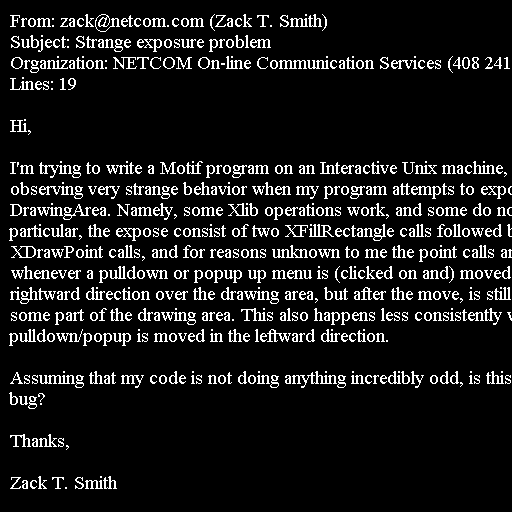 From: zack@netcom.com (Zack T. Smith)
Subject: Strange exposure problem
Organization: NETCOM On-line Communication Services (408 241
Lines: 19
Hi,
I'm trying to write a Motif program on an Interactive Unix machine,
observing very strange behavior when my program attempts to expo
DrawingArea. Namely, some Xlib operations work, and some do no
particular, the expose consist of two XFillRectangle calls followed b
XDrawPoint calls, and for reasons unknown to me the point calls a
whenever a pulldown or popup up menu is (clicked on and) moved
rightward direction over the drawing area, but after the move, is still
some part of the drawing area. This also happens less consistently
pulldown/popup is moved in the leftward direction.
Assuming that my code is not doing anything incredibly odd, is this
bug?
Thanks,
Zack T. Smith